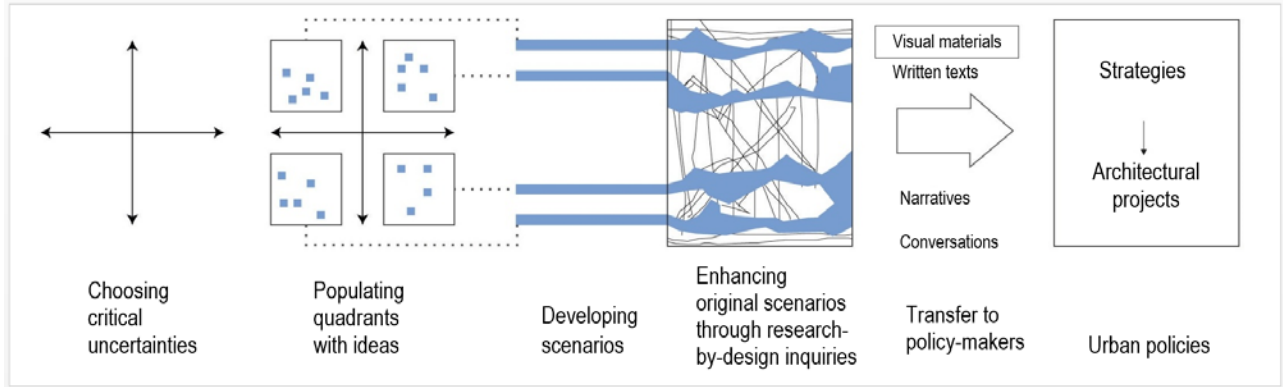 Visual materials
Written texts
Narratives
Conversations
Strategies
Architectural
projects
Choosing
critical
uncertainties
Populating
quadrants
with ideas
Developing
scenarios
Enhancing
original scenarios
through research-
by-design inquiries
Transfer to
policy-makers
Urban policies